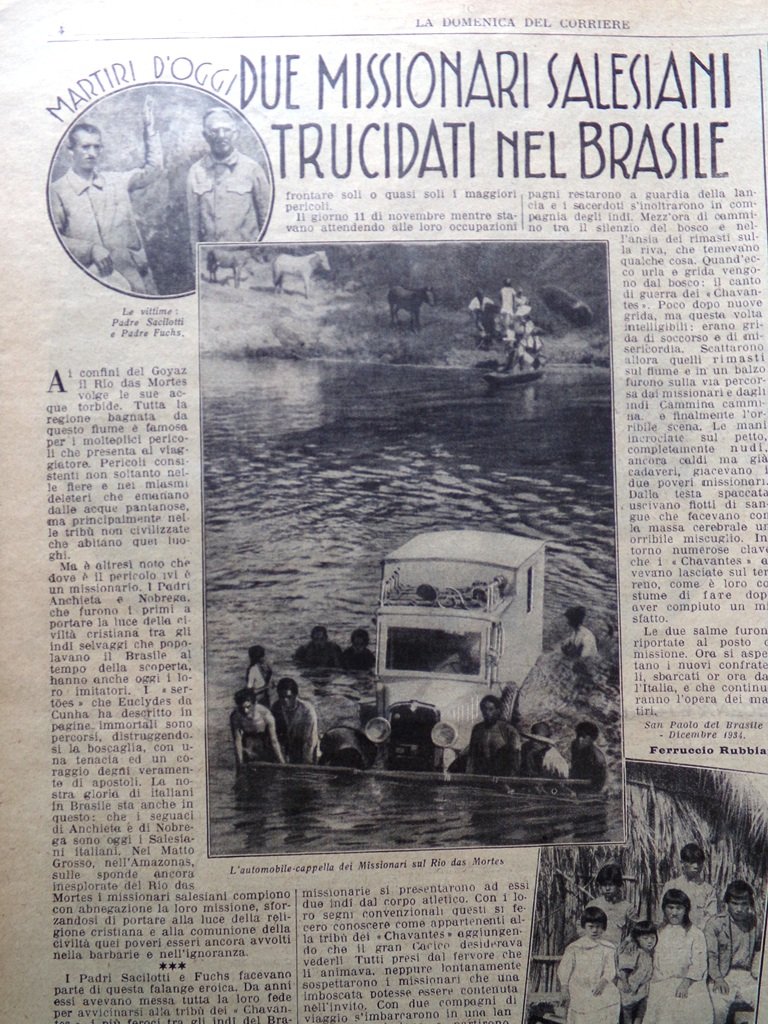 4
LA DOMENICA DEL CORRIERE
MARTIRI D'OGGI
DUE MISSIONARI SALESIANI
TRUCIDATI NEL BRASILE
Le vittime:
Padre Sacilotti
e Padre Fuchs.
Ai confini del Goyaz
il Rio das Mortes
volge le sue ac-
que torbide. Tutta la
regione bagnata da
questo fiume è famosa
per i molteplici perico-
li che presenta al viag-
giatore. Pericoli consi-
stenti non soltanto nel-
le fiere e nei miasmi
deleteri che emanano
dalle acque pantanose,
ma principalmente nel-
le tribù non civilizzate
che abitano quei luo-
ghi.
Ma è altresì noto che
dove è il pericolo ivi è
un missionario. I Padri
Anchieta e Nobrega,
che furono i primi a
portare la luce della ci-
viltà cristiana tra gli
indi selvaggi che popo-
lavano il Brasile al
tempo della scoperta,
hanno anche oggi i lo-
ro imitatori. I «ser-
tões» che Euclydes da
Cunha ha descritto in
pagine immortali sono
percorsi, distruggendo-
si la boscaglia, con u-
na tenacia ed un co-
raggio degni veramen-
te di apostoli. La no-
stra gloria di italiani
in Brasile sta anche in
questo: che i seguaci
di Anchieta e di Nobre-
ga sono oggi i Salesia-
ni italiani. Nel Matto
Grosso, nell'Amazonas,
sulle sponde ancora
inesplorate del Rio das
Mortes i missionari salesiani compiono
con abnegazione la loro missione, sfor-
zandosi di portare alla luce della reli-
gione cristiana e alla comunione della
civiltà quei poveri esseri ancora avvolti
nella barbarie e nell'ignoranza.
★★★
I Padri Sacilotti e Fuchs facevano
parte di questa falange eroica. Da anni
essi avevano messa tutta la loro fede
per avvicinarsi alla tribù dei «Chavan-
tes», i più feroci tra gli indi del Bra-
frontare soli o quasi soli i maggiori
pericoli.
Il giorno 11 di novembre mentre sta-
vano attendendo alle loro occupazioni
L'automobile-cappella dei Missionari sul Rio das Mortes
missionarie si presentarono ad essi
due indi dal corpo atletico. Con i lo-
ro segni convenzionali questi si fe-
cero conoscere come appartenenti al-
la tribù dei «Chavantes» aggiungen-
do che il gran Cacico desiderava
vederli. Tutti presi dal fervore che
li animava, neppure lontanamente
sospettarono i missionari che una
imboscata potesse essere contenuta
nell'invito. Con due compagni di
viaggio s'imbarcarono in una lan
partirono
pagni restarono a guardia della lan-
cia e i sacerdoti s'inoltrarono in com-
pagnia degli indi. Mezz'ora di cammi-
no tra il silenzio del bosco e nel-
l'ansia dei rimasti sul-
la riva, che temevano
qualche cosa. Quand'ec-
co urla e grida vengo-
no dal bosco: il canto
di guerra dei «Chavan-
tes». Poco dopo nuove
grida, ma questa volta
intelligibili: erano gri-
da di soccorso e di mi-
sericordia. Scattarono
allora quelli rimasti
sul fiume e in un balzo
furono sulla via percor-
sa dai missionari e dagli
indi Cammina cammi-
na. e finalmente l'or-
ribile scena. Le mani
incrociate sul petto,
completamente nudi,
ancora caldi ma già
cadaveri, giacevano i
due poveri missionari.
Dalla testa spaccata
uscivano fiotti di san-
gue che facevano con
la massa cerebrale un
orribile miscuglio. In
torno numerose clave
che i «Chavantes» a
vevano lasciate sul ter
reno, come è loro co
stume di fare dop
aver compiuto un mi
sfatto.
Le due salme furon
riportate al posto d
missione. Ora si aspe
tano i nuovi confrate
li, sbarcati or ora da
l'Italia, e che continu
ranno l'opera dei ma
tiri.
San Paolo del Brasile
- Dicembre 1934.
Ferruccio Rubbia